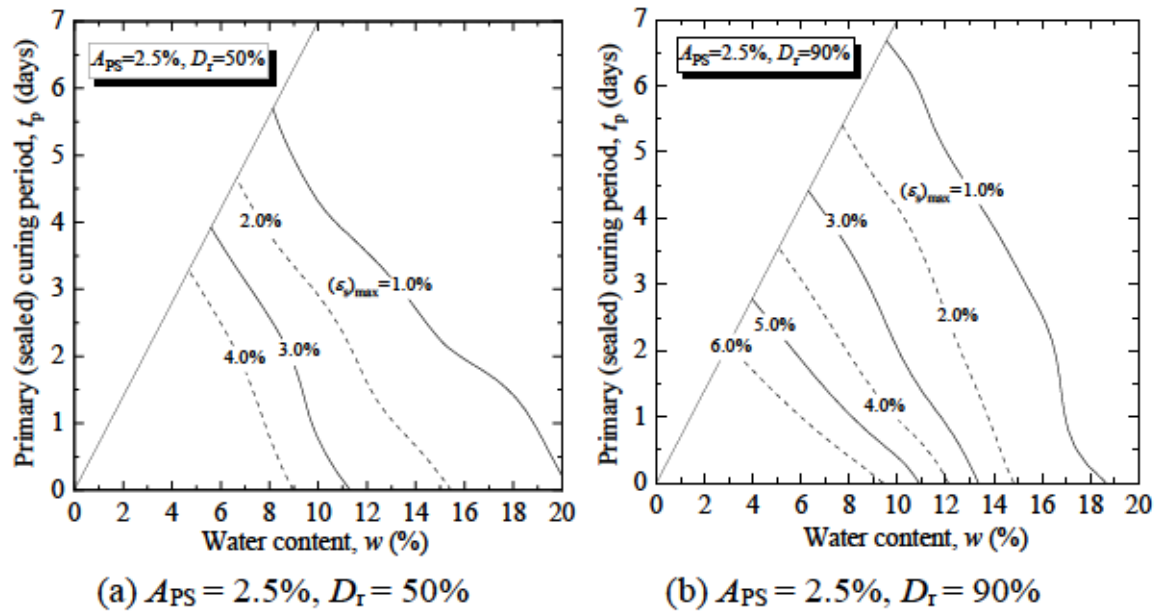 A_PS=2.5%, D_r=50%
Primary (sealed) curing period, t_p (days)
7
6
5
4
3
2
1
0
2.0%
(ε_s)_max=1.0%
3.0%
4.0%
0 2 4 6 8 10 12 14 16 18 20
Water content, w (%)
(a) A_PS = 2.5%, D_r = 50%
A_PS=2.5%, D_r=90%
Primary (sealed) curing period, t_p (days)
7
6
5
4
3
2
1
0
(ε_s)_max=1.0%
3.0%
2.0%
5.0%
6.0%
4.0%
0 2 4 6 8 10 12 14 16 18 20
Water content, w (%)
(b) A_PS = 2.5%, D_r = 90%